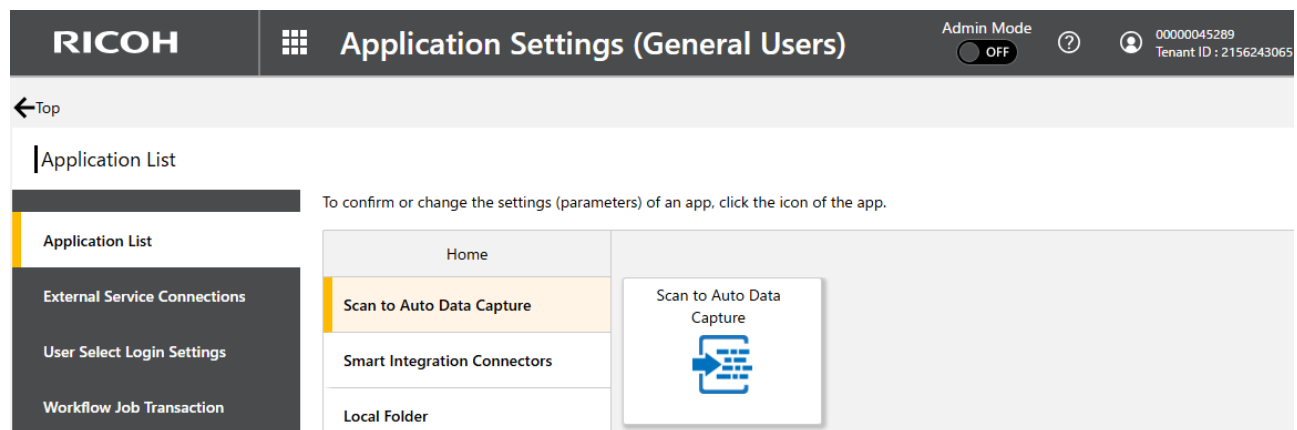 RICOH
Application Settings (General Users)
Admin Mode
OFF
?
00000045289
Tenant ID : 2156243065
Top
Application List
To confirm or change the settings (parameters) of an app, click the icon of the app.
Application List
External Service Connections
User Select Login Settings
Workflow Job Transaction
Home
Scan to Auto Data Capture
Smart Integration Connectors
Local Folder
Scan to Auto Data
Capture